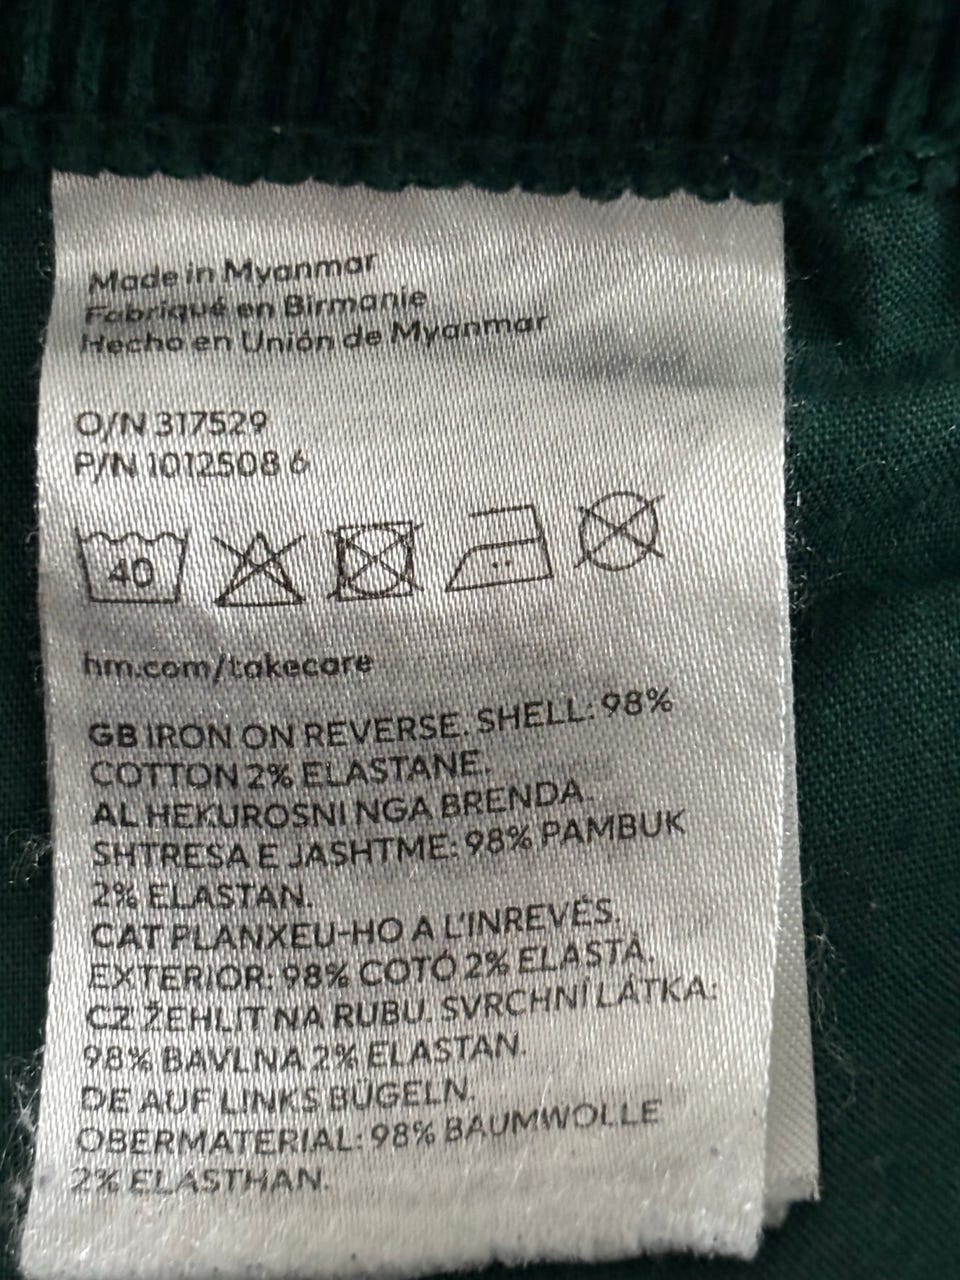 Made in Myanmar
Fabriqué en Birmanie
Hecho en Unión de Myanmar
O/N 317529
P/N 1012508 6
40
hm.com/takecare
GB IRON ON REVERSE. SHELL: 98%
COTTON 2% ELASTANE.
AL HEKUROSNI NGA BRENDA.
SHTRESA E JASHTME: 98% PAMBUK
2% ELASTAN.
CAT PLANXEU-HO A L'INREVÉS.
EXTERIOR: 98% COTÓ 2% ELASTÀ.
CZ ŽEHLIT NA RUBU. SVRCHNÍ LÁTKA:
98% BAVLNA 2% ELASTAN.
DE AUF LINKS BÜGELN.
OBERMATERIAL: 98% BAUMWOLLE
2% ELASTHAN.